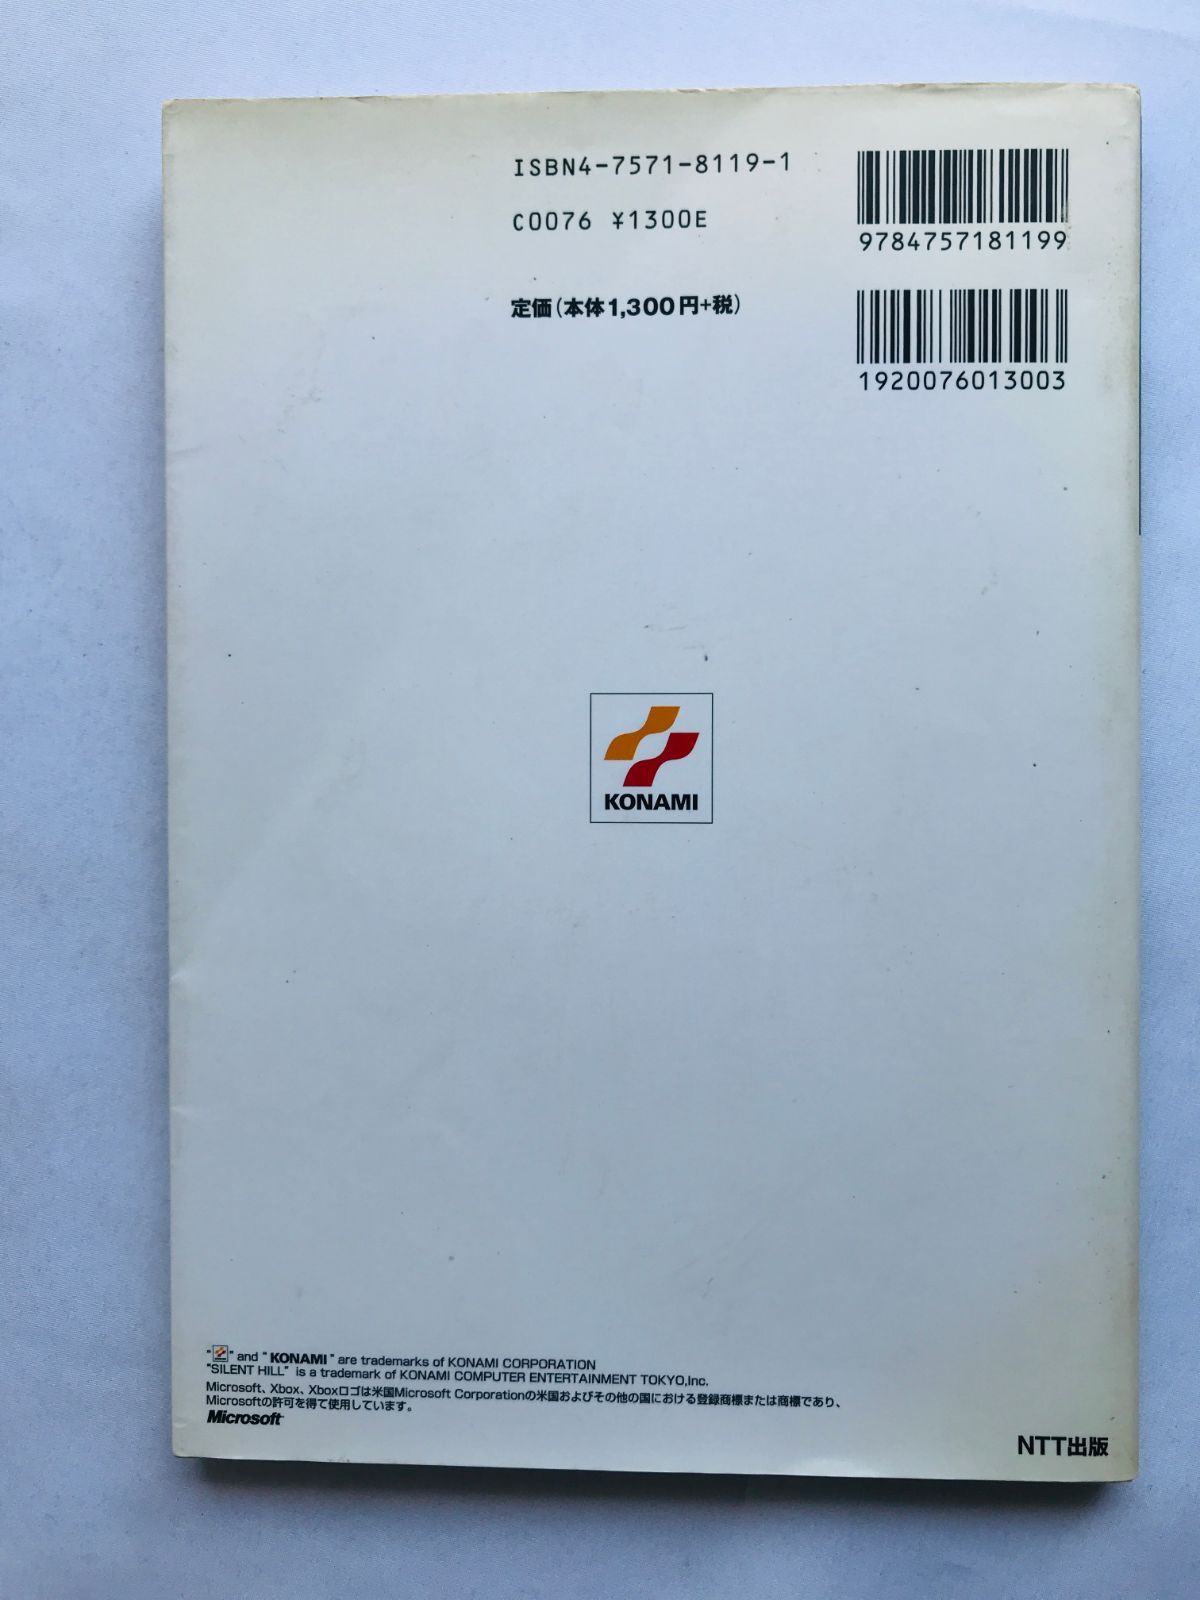 ISBN4-7571-8119-1
C0076 ¥1300E
定価(本体1,300円+税)
9784757181199
1920076013003
KONAMI
" " and "KONAMI" are trademarks of KONAMI CORPORATION
"SILENT HILL" is a trademark of KONAMI COMPUTER ENTERTAINMENT TOKYO,Inc.
Microsoft、Xbox、Xboxロゴは米国Microsoft Corporationの米国およびその他の国における登録商標または商標であり、
Microsoftの許可を得て使用しています。
Microsoft
NTT出版